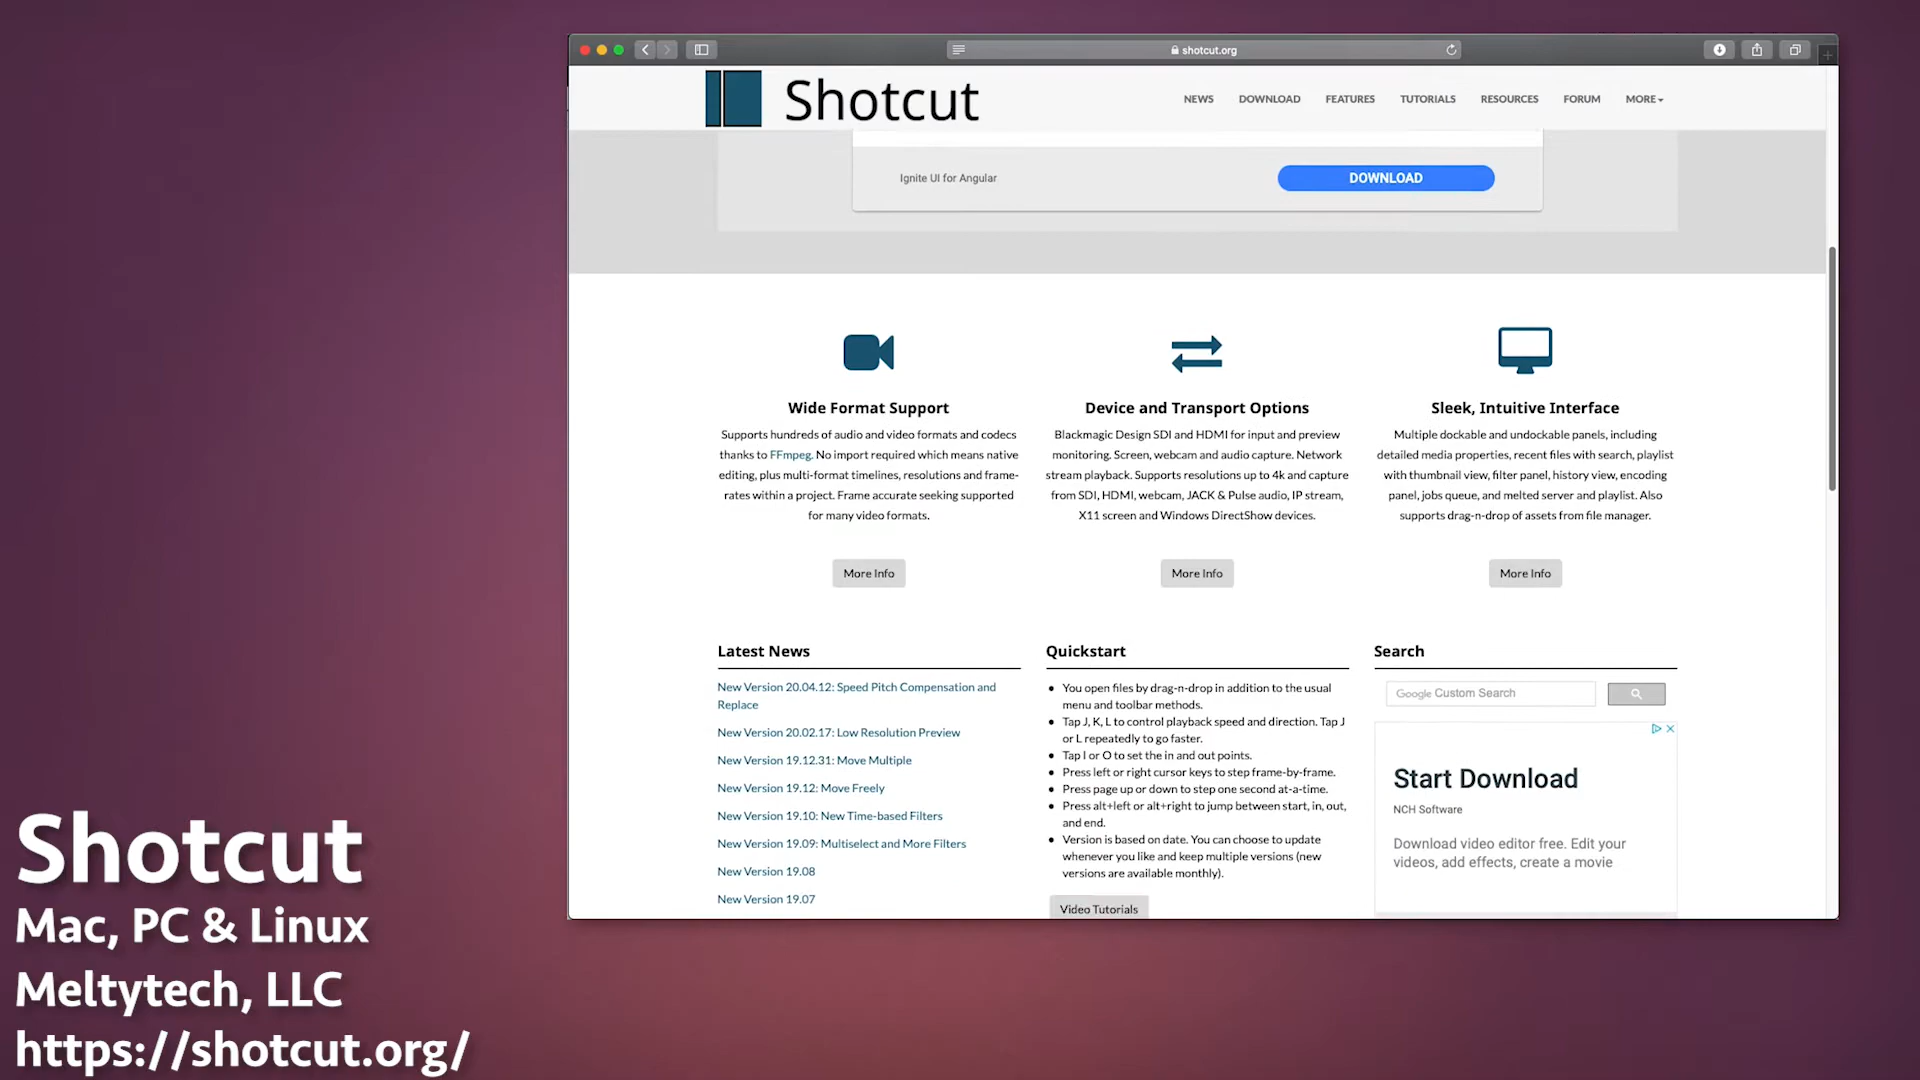 shotcut.org
Shotcut
NEWS DOWNLOAD FEATURES TUTORIALS RESOURCES FORUM MORE
Ignite UI for Angular
DOWNLOAD
Wide Format Support
Supports hundreds of audio and video formats and codecs
thanks to FFmpeg. No import required which means native
editing, plus multi-format timelines, resolutions and frame-
rates within a project. Frame accurate seeking supported
for many video formats.
More Info
Device and Transport Options
Blackmagic Design SDI and HDMI for input and preview
monitoring. Screen, webcam and audio capture. Network
stream playback. Supports resolutions up to 4k and capture
from SDI, HDMI, webcam, JACK & Pulse audio, IP stream,
X11 screen and Windows DirectShow devices.
More Info
Sleek, Intuitive Interface
Multiple dockable and undockable panels, including
detailed media properties, recent files with search, playlist
with thumbnail view, filter panel, history view, encoding
panel, jobs queue, and melted server and playlist. Also
supports drag-n-drop of assets from file manager.
More Info
Latest News
New Version 20.04.12: Speed Pitch Compensation and
Replace
New Version 20.02.17: Low Resolution Preview
New Version 19.12.31: Move Multiple
New Version 19.12: Move Freely
New Version 19.10: New Time-based Filters
New Version 19.09: Multiselect and More Filters
New Version 19.08
New Version 19.07
Quickstart
• You open files by drag-n-drop in addition to the usual
menu and toolbar methods.
• Tap J, K, L to control playback speed and direction. Tap J
or L repeatedly to go faster.
• Tap I or O to set the in and out points.
• Press left or right cursor keys to step frame-by-frame.
• Press page up or down to step one second at-a-time.
• Press alt+left or alt+right to jump between start, in, out,
and end.
• Version is based on date. You can choose to update
whenever you like and keep multiple versions (new
versions are available monthly).
Video Tutorials
Search
Google Custom Search
Start Download
NCH Software
Download video editor free. Edit your
videos, add effects, create a movie
Shotcut
Mac, PC & Linux
Meltytech, LLC
https://shotcut.org/